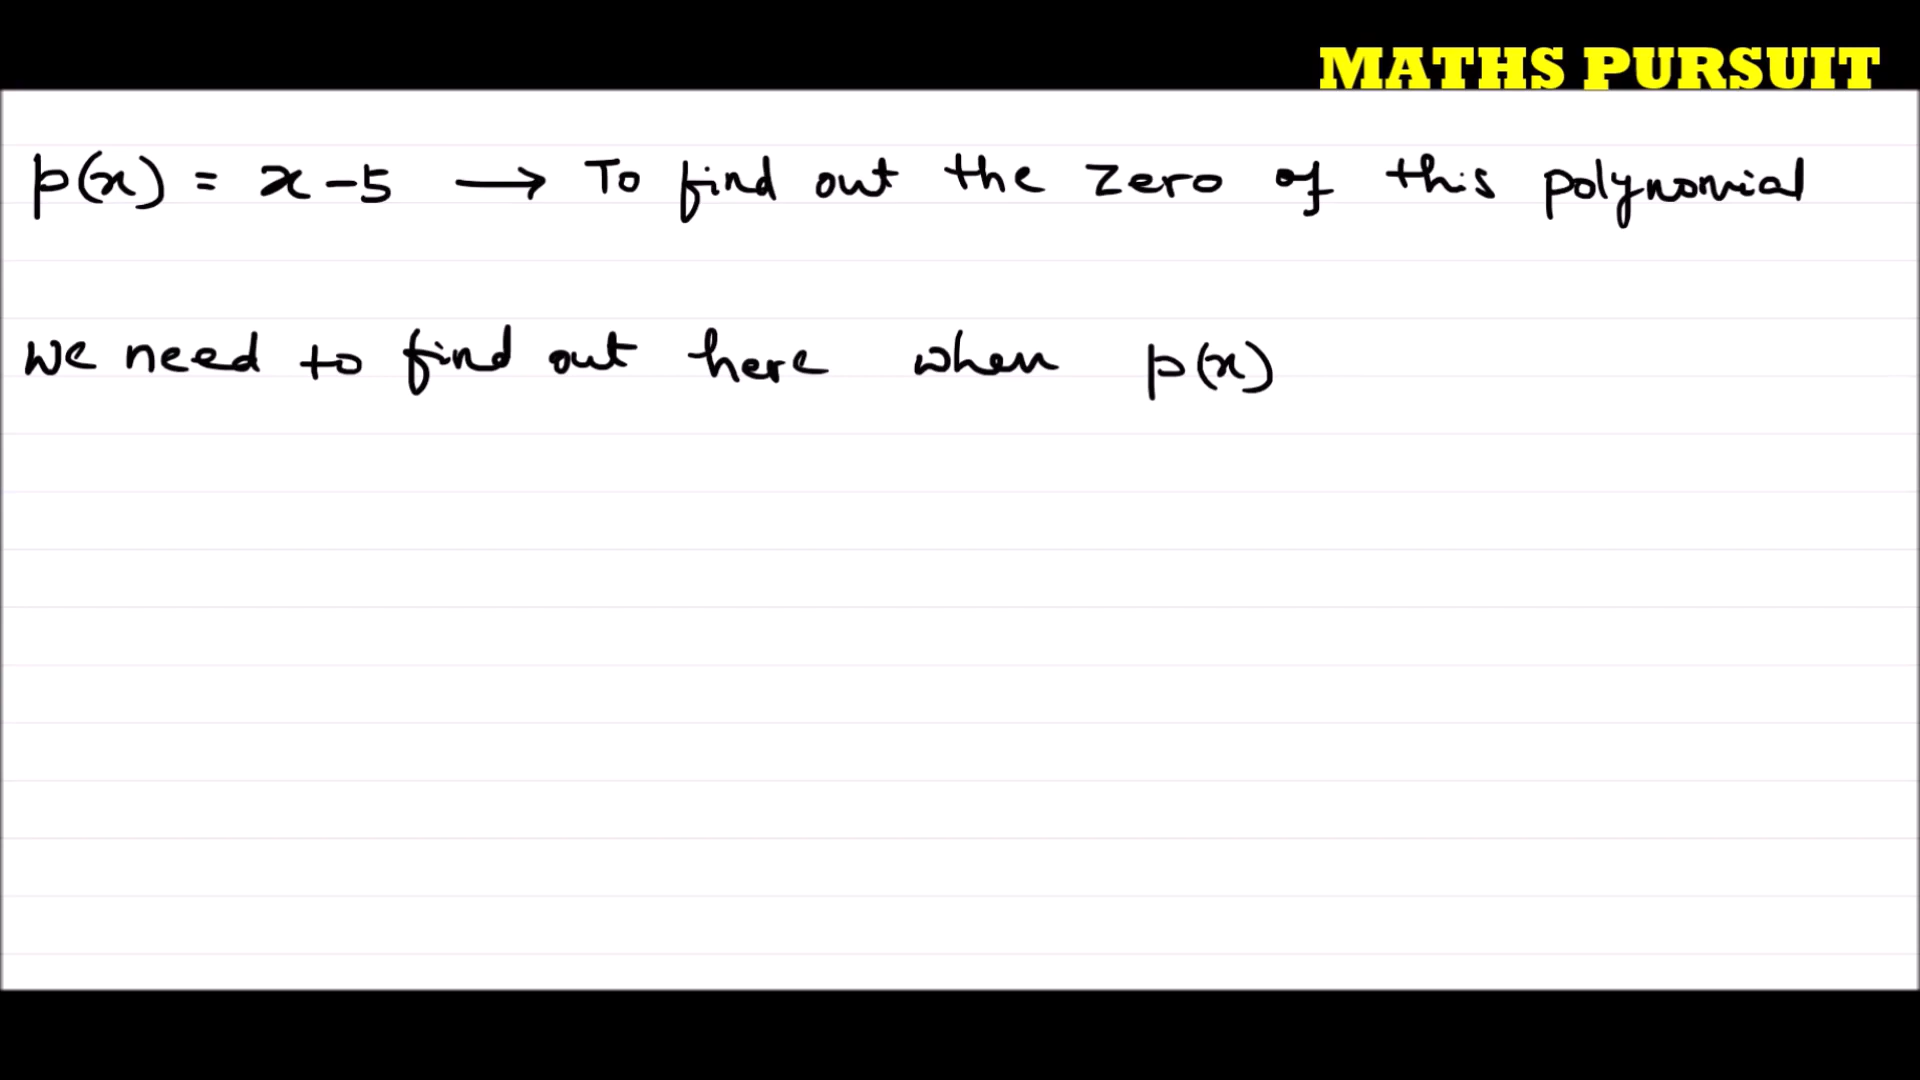 MATHS PURSUIT
p(x) = x - 5 ⟶ To find out the zero of this polynomial
we need to find out here when p(x)